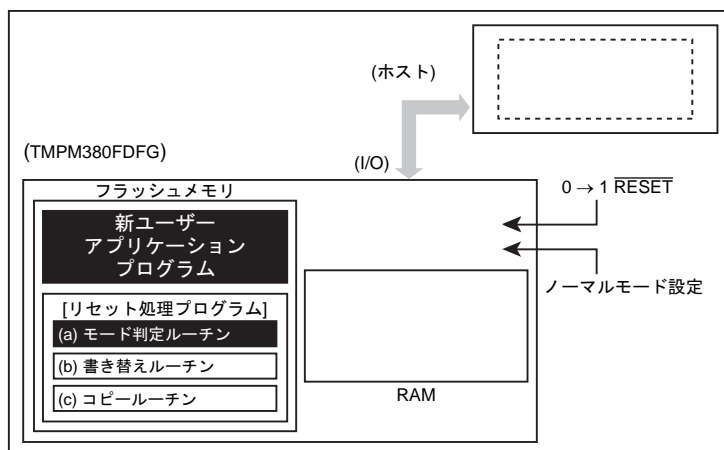 (ホスト)
(TMPM380FDFG)
(I/O)
フラッシュメモリ
0 → 1 RESET
新ユーザー
アプリケーション
プログラム
ノーマルモード設定
[リセット処理プログラム]
(a) モード判定ルーチン
(b) 書き替えルーチン
(c) コピールーチン
RAM